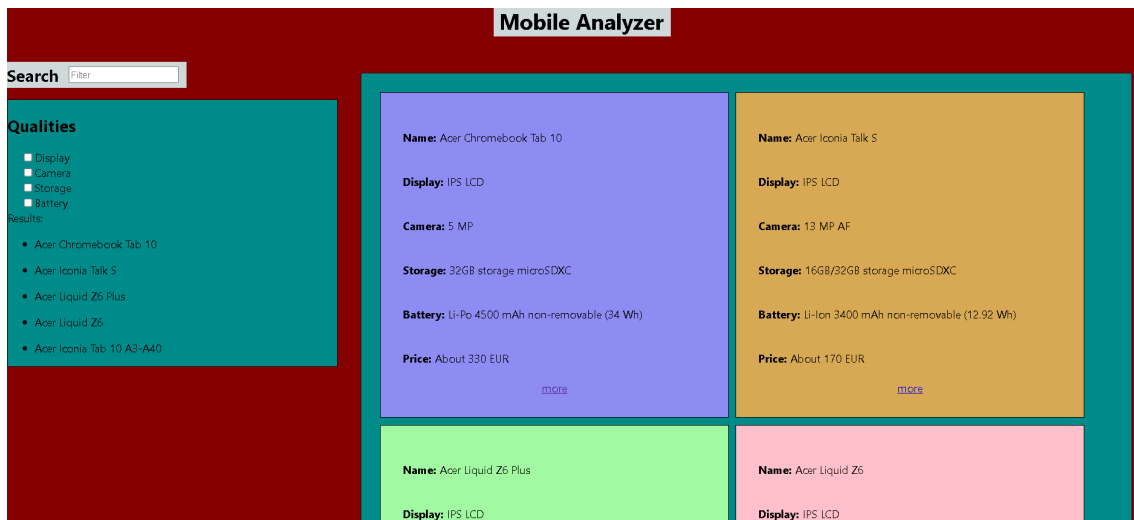 Mobile Analyzer
Search Filter
Qualities
Display
Camera
Storage
Battery
Results:
Acer Chromebook Tab 10
Acer Iconia Talk S
Acer Liquid Z6 Plus
Acer Liquid Z6
Acer Iconia Tab 10 A3-A40
Name: Acer Chromebook Tab 10
Display: IPS LCD
Camera: 5 MP
Storage: 32GB storage microSDXC
Battery: Li-Po 4500 mAh non-removable (34 Wh)
Price: About 330 EUR
more
Name: Acer Iconia Talk S
Display: IPS LCD
Camera: 13 MP AF
Storage: 16GB/32GB storage microSDXC
Battery: Li-Ion 3400 mAh non-removable (12.92 Wh)
Price: About 170 EUR
more
Name: Acer Liquid Z6 Plus
Display: IPS LCD
Name: Acer Liquid Z6
Display: IPS LCD